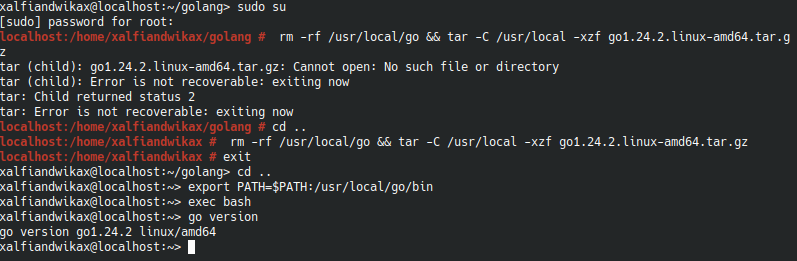 xalfiandwikax@localhost:~/golang> sudo su
[sudo] password for root:
localhost:/home/xalfiandwikax/golang #  rm -rf /usr/local/go && tar -C /usr/local -xzf go1.24.2.linux-amd64.tar.g
z
tar (child): go1.24.2.linux-amd64.tar.gz: Cannot open: No such file or directory
tar (child): Error is not recoverable: exiting now
tar: Child returned status 2
tar: Error is not recoverable: exiting now
localhost:/home/xalfiandwikax/golang # cd ..
localhost:/home/xalfiandwikax #  rm -rf /usr/local/go && tar -C /usr/local -xzf go1.24.2.linux-amd64.tar.gz
localhost:/home/xalfiandwikax # exit
xalfiandwikax@localhost:~/golang> cd ..
xalfiandwikax@localhost:~> export PATH=$PATH:/usr/local/go/bin
xalfiandwikax@localhost:~> exec bash
xalfiandwikax@localhost:~> go version
go version go1.24.2 linux/amd64
xalfiandwikax@localhost:~>